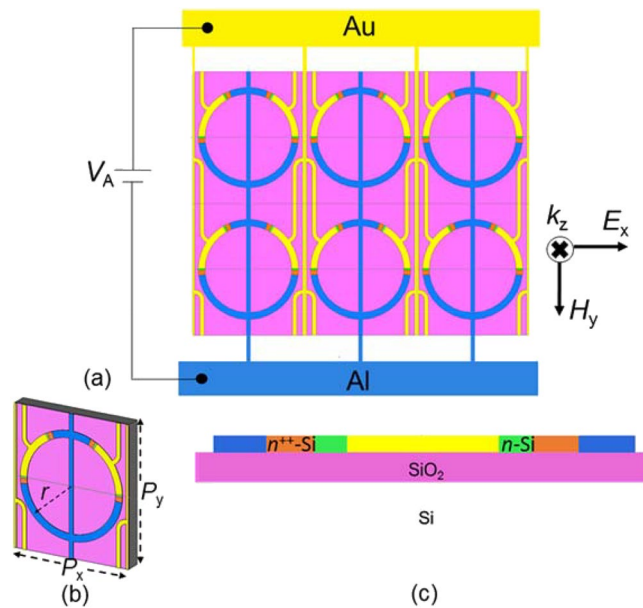 Au
V_A
k_z
E_x
H_y
(a)
Al
r
P_y
P_x
(b)
n⁺⁺-Si
n-Si
SiO₂
Si
(c)